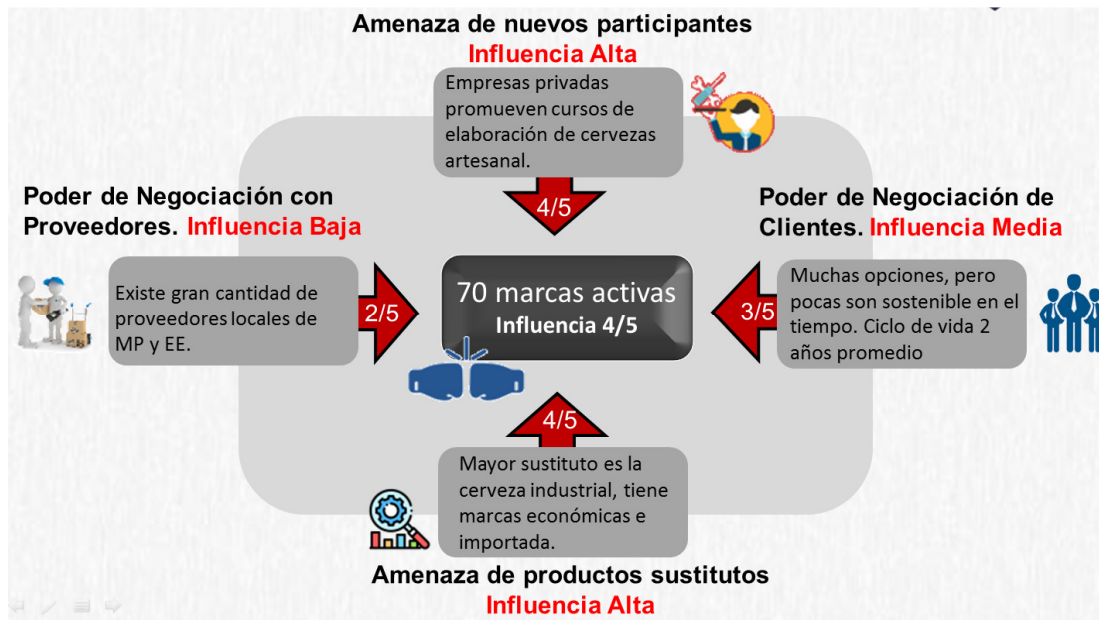 Amenaza de nuevos participantes
Influencia Alta
Empresas privadas
promueven cursos de
elaboración de cervezas
artesanal.
4/5
Poder de Negociación con
Proveedores. Influencia Baja
Existe gran cantidad de
proveedores locales de
MP y EE.
2/5
70 marcas activas
Influencia 4/5
Poder de Negociación de
Clientes. Influencia Media
3/5
Muchas opciones, pero
pocas son sostenible en el
tiempo. Ciclo de vida 2
años promedio
4/5
Mayor sustituto es la
cerveza industrial, tiene
marcas económicas e
importada.
Amenaza de productos sustitutos
Influencia Alta